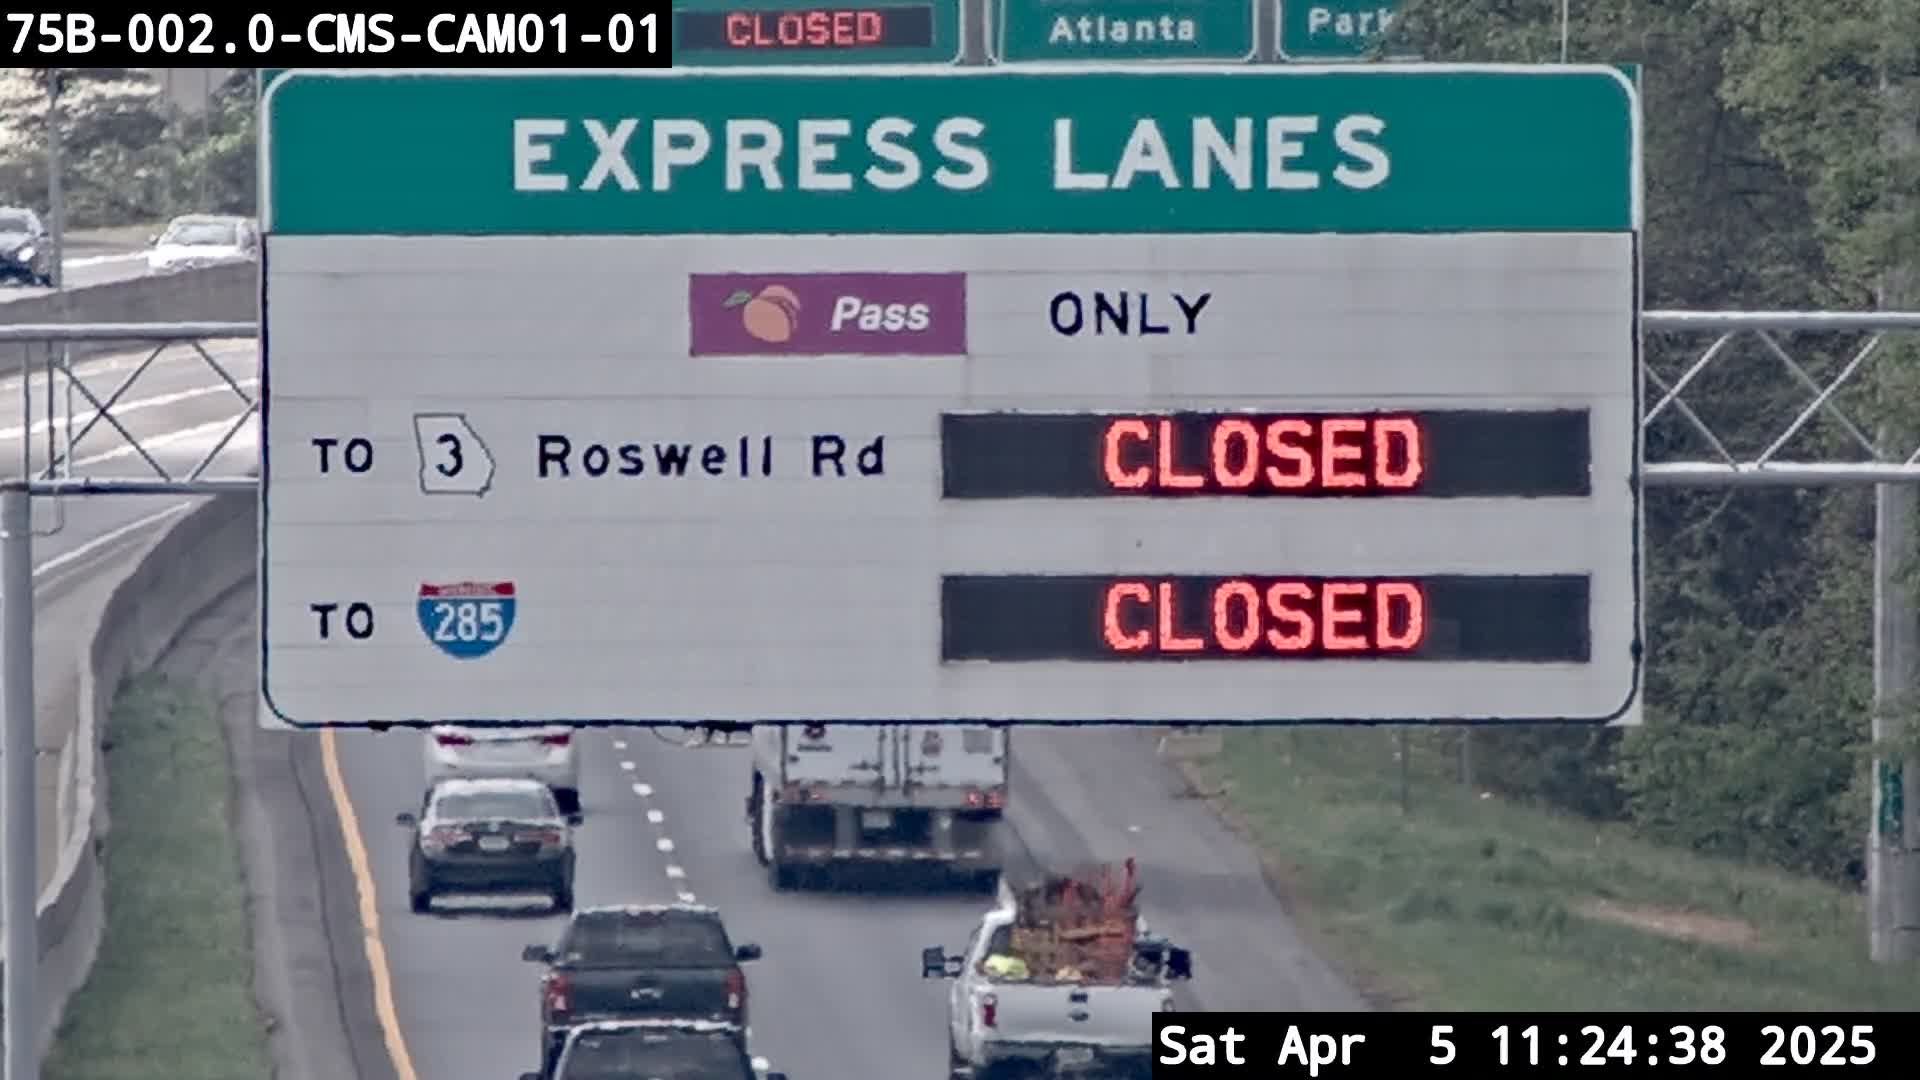 75B-002.0-CMS-CAM01-01
CLOSED
Atlanta
Park
EXPRESS LANES
Pass ONLY
TO 3 Roswell Rd CLOSED
TO 285 CLOSED
Sat Apr 5 11:24:38 2025